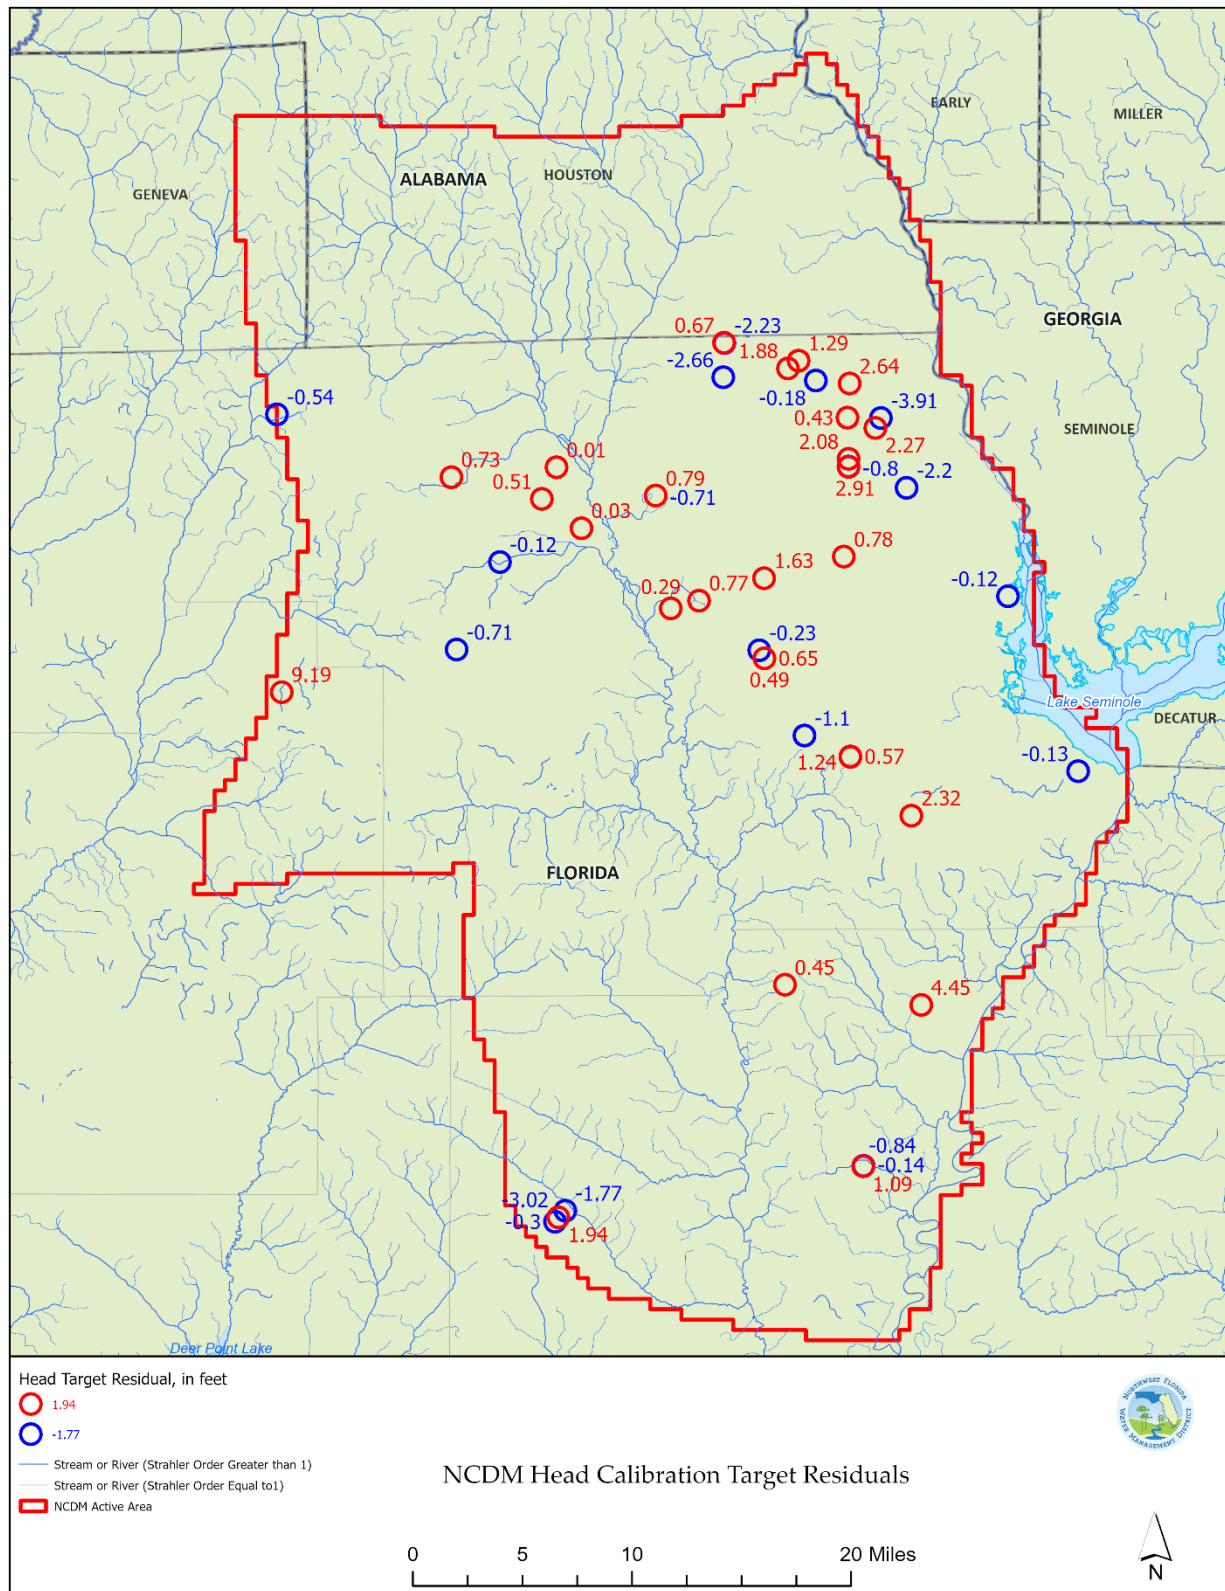 EARLY
MILLER
ALABAMA
HOUSTON
GENEVA
GEORGIA
0.67
-2.23
1.29
1.88
-2.66
2.64
-0.18
-0.54
0.43
-3.91
SEMINOLE
2.27
2.08
0.01
0.73
-0.8
-2.2
0.79
0.51
-0.71
2.91
0.03
-0.12
0.78
1.63
0.77
0.29
-0.12
-0.71
-0.23
0.65
0.49
9.19
Lake Seminole
DECATUR
-1.1
1.24
0.57
-0.13
2.32
FLORIDA
0.45
4.45
-0.84
-0.14
1.09
-3.02
-1.77
-0.3
1.94
Deer Point Lake
Head Target Residual, in feet
1.94
-1.77
Stream or River (Strahler Order Greater than 1)
Stream or River (Strahler Order Equal to1)
NCDM Active Area
NCDM Head Calibration Target Residuals
NORTHWEST FLORIDA
WATER MANAGEMENT DISTRICT
0 5 10 20 Miles
N